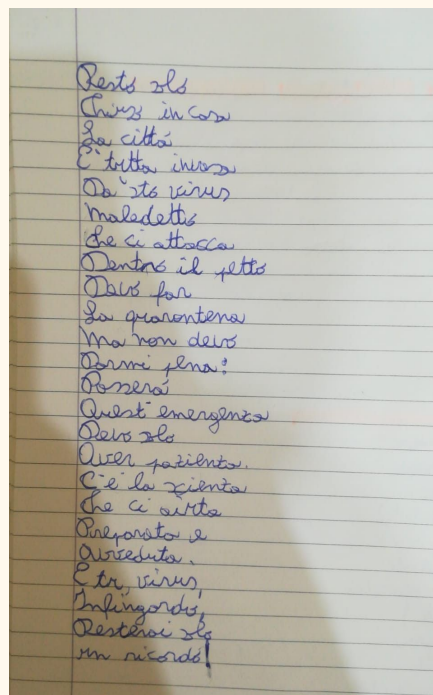 Resto solo
Chiuso in casa
La città
E' tutta invasa
Da 'sto virus
Maledetto
Che ci attacca
Dentro il petto
Devo far
La quarantena
Ma non devo
Darmi pena:
Passerà
Quest'emergenza
Devo solo
Aver pazienza.
C'è la scienza
Che ci aiuta
Preparata e
avveduta.
E tu, virus,
Infingardo,
Resterai solo
un ricordo!